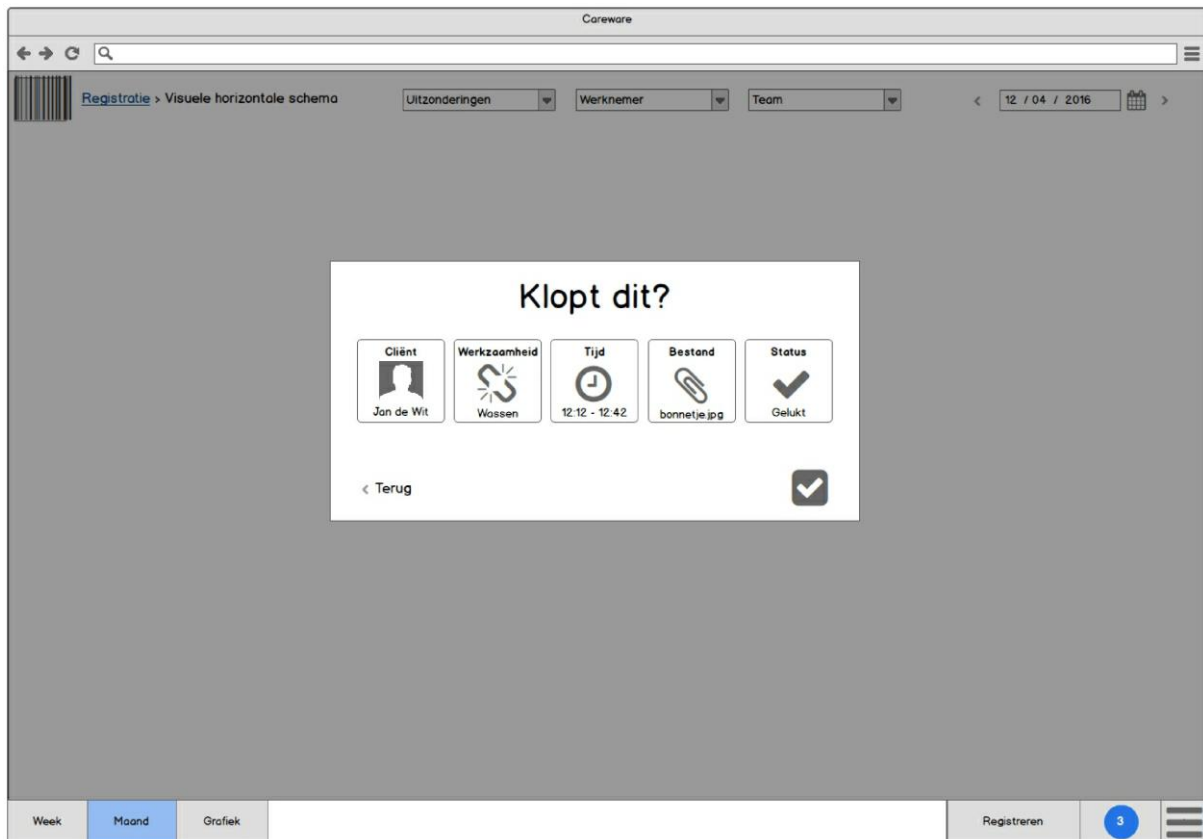 Careware
Registratie > Visuele horizontale schema
Uitzonderingen
Werknemer
Team
< 12 / 04 / 2016 >
Klopt dit?
Cliënt
Jan de Wit
Werkzaamheid
Wassen
Tijd
12:12 - 12:42
Bestand
bonnetje.jpg
Status
Gelukt
< Terug
Week
Maand
Grafiek
Registreren
3